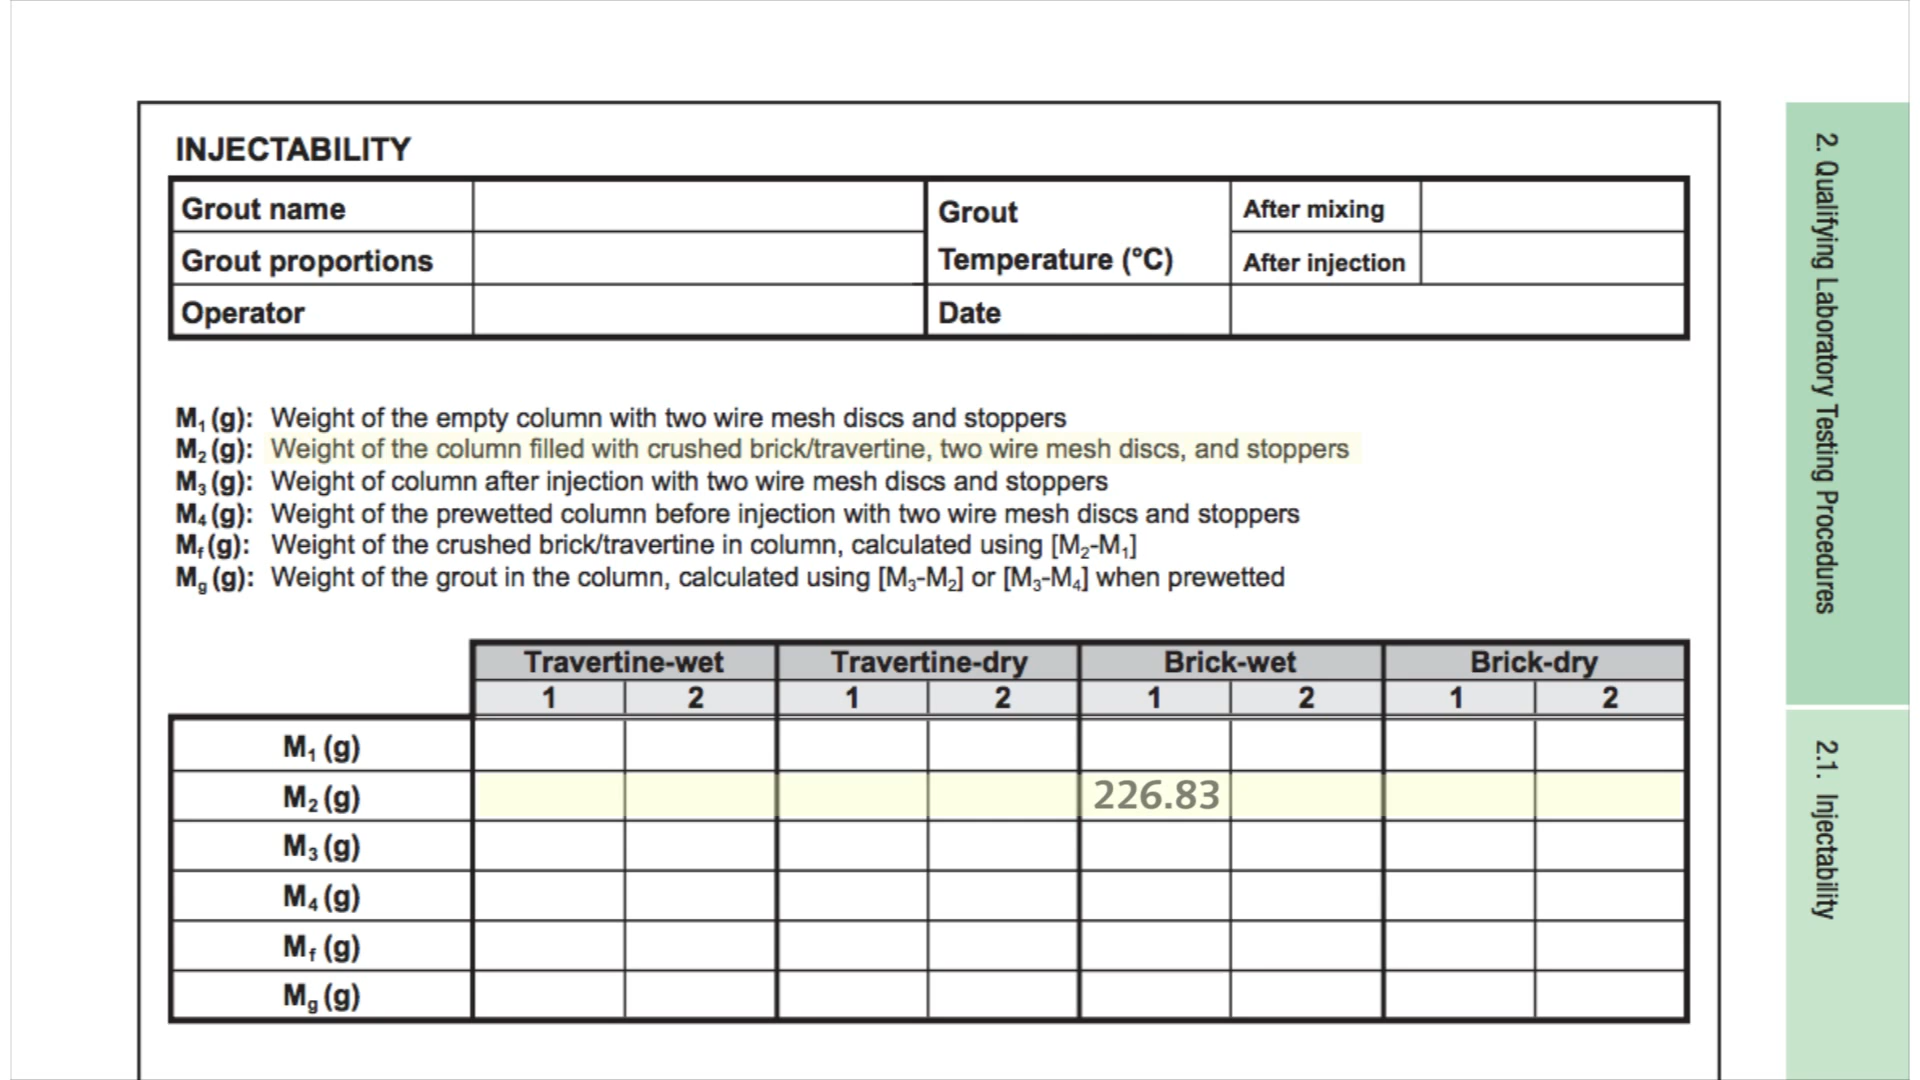 INJECTABILITY
Grout name
Grout proportions
Operator
Grout
Temperature (°C)
After mixing
After injection
Date
M₁ (g): Weight of the empty column with two wire mesh discs and stoppers
M₂ (g): Weight of the column filled with crushed brick/travertine, two wire mesh discs, and stoppers
M₃ (g): Weight of column after injection with two wire mesh discs and stoppers
M₄ (g): Weight of the prewetted column before injection with two wire mesh discs and stoppers
Mf (g): Weight of the crushed brick/travertine in column, calculated using [M₂-M₁]
Mg (g): Weight of the grout in the column, calculated using [M₃-M₂] or [M₃-M₄] when prewetted
Travertine-wet Travertine-dry Brick-wet Brick-dry
1 2 1 2 1 2 1 2
M₁ (g)
M₂ (g) 226.83
M₃ (g)
M₄ (g)
Mf (g)
Mg (g)
2. Qualifying Laboratory Testing Procedures
2.1. Injectability